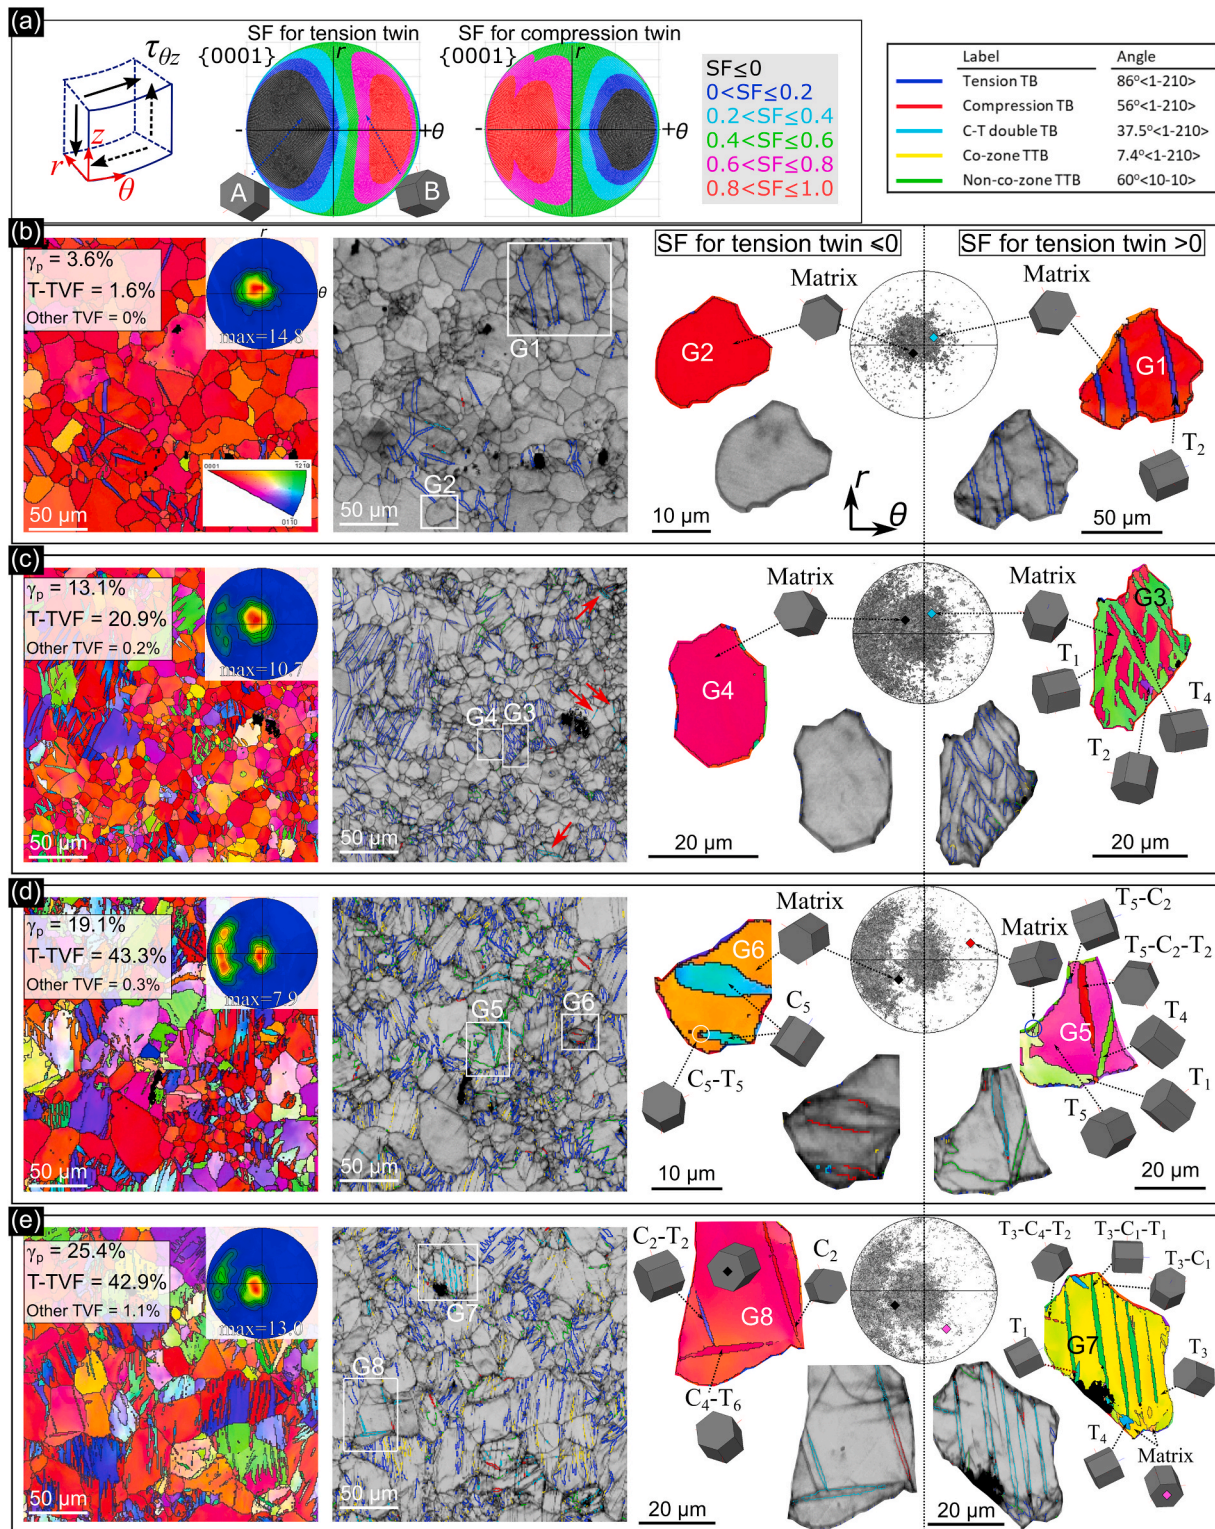 (a)
τθz
r
z
θ
SF for tension twin
{0001}
r
-
+θ
A
B
SF for compression twin
{0001}
r
-
+θ
SF≤0
0<SF≤0.2
0.2<SF≤0.4
0.4<SF≤0.6
0.6<SF≤0.8
0.8<SF≤1.0
Label Angle
Tension TB 86°<1-210>
Compression TB 56°<1-210>
C-T double TB 37.5°<1-210>
Co-zone TTB 7.4°<1-210>
Non-co-zone TTB 60°<10-10>
(b)
γp = 3.6%
T-TVF = 1.6%
Other TVF = 0%
r
θ
max=14.8
0001
1̄21̄0
011̄0
50 μm
G1
G2
50 μm
SF for tension twin ≤0
SF for tension twin >0
Matrix
Matrix
G2
G1
T2
r
θ
10 μm
50 μm
(c)
γp = 13.1%
T-TVF = 20.9%
Other TVF = 0.2%
max=10.7
50 μm
G4
G3
50 μm
Matrix
Matrix
G4
G3
T1
T4
T2
20 μm
20 μm
(d)
γp = 19.1%
T-TVF = 43.3%
Other TVF = 0.3%
max=7.9
50 μm
G5
G6
50 μm
G6
Matrix
C5
C5-T5
Matrix
T5-C2
T5-C2-T2
T4
G5
T1
T5
10 μm
20 μm
(e)
γp = 25.4%
T-TVF = 42.9%
Other TVF = 1.1%
max=13.0
50 μm
G7
G8
50 μm
C2-T2
C2
G8
C4-T6
T3-C4-T2
T3-C1-T1
T3-C1
T1
G7
T3
T4
Matrix
20 μm
20 μm